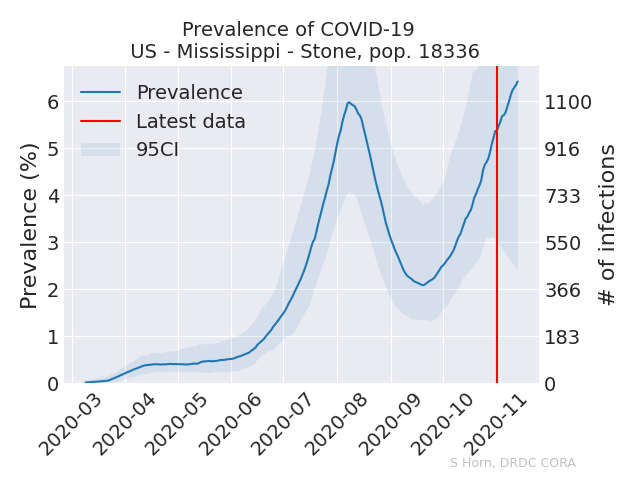 Prevalence of COVID-19
US - Mississippi - Stone, pop. 18336
Prevalence
Latest data
95CI
Prevalence (%)
6
5
4
3
2
1
0
1100
916
733
550
366
183
0
# of infections
2020-03
2020-04
2020-05
2020-06
2020-07
2020-08
2020-09
2020-10
2020-11
S Horn, DRDC CORA